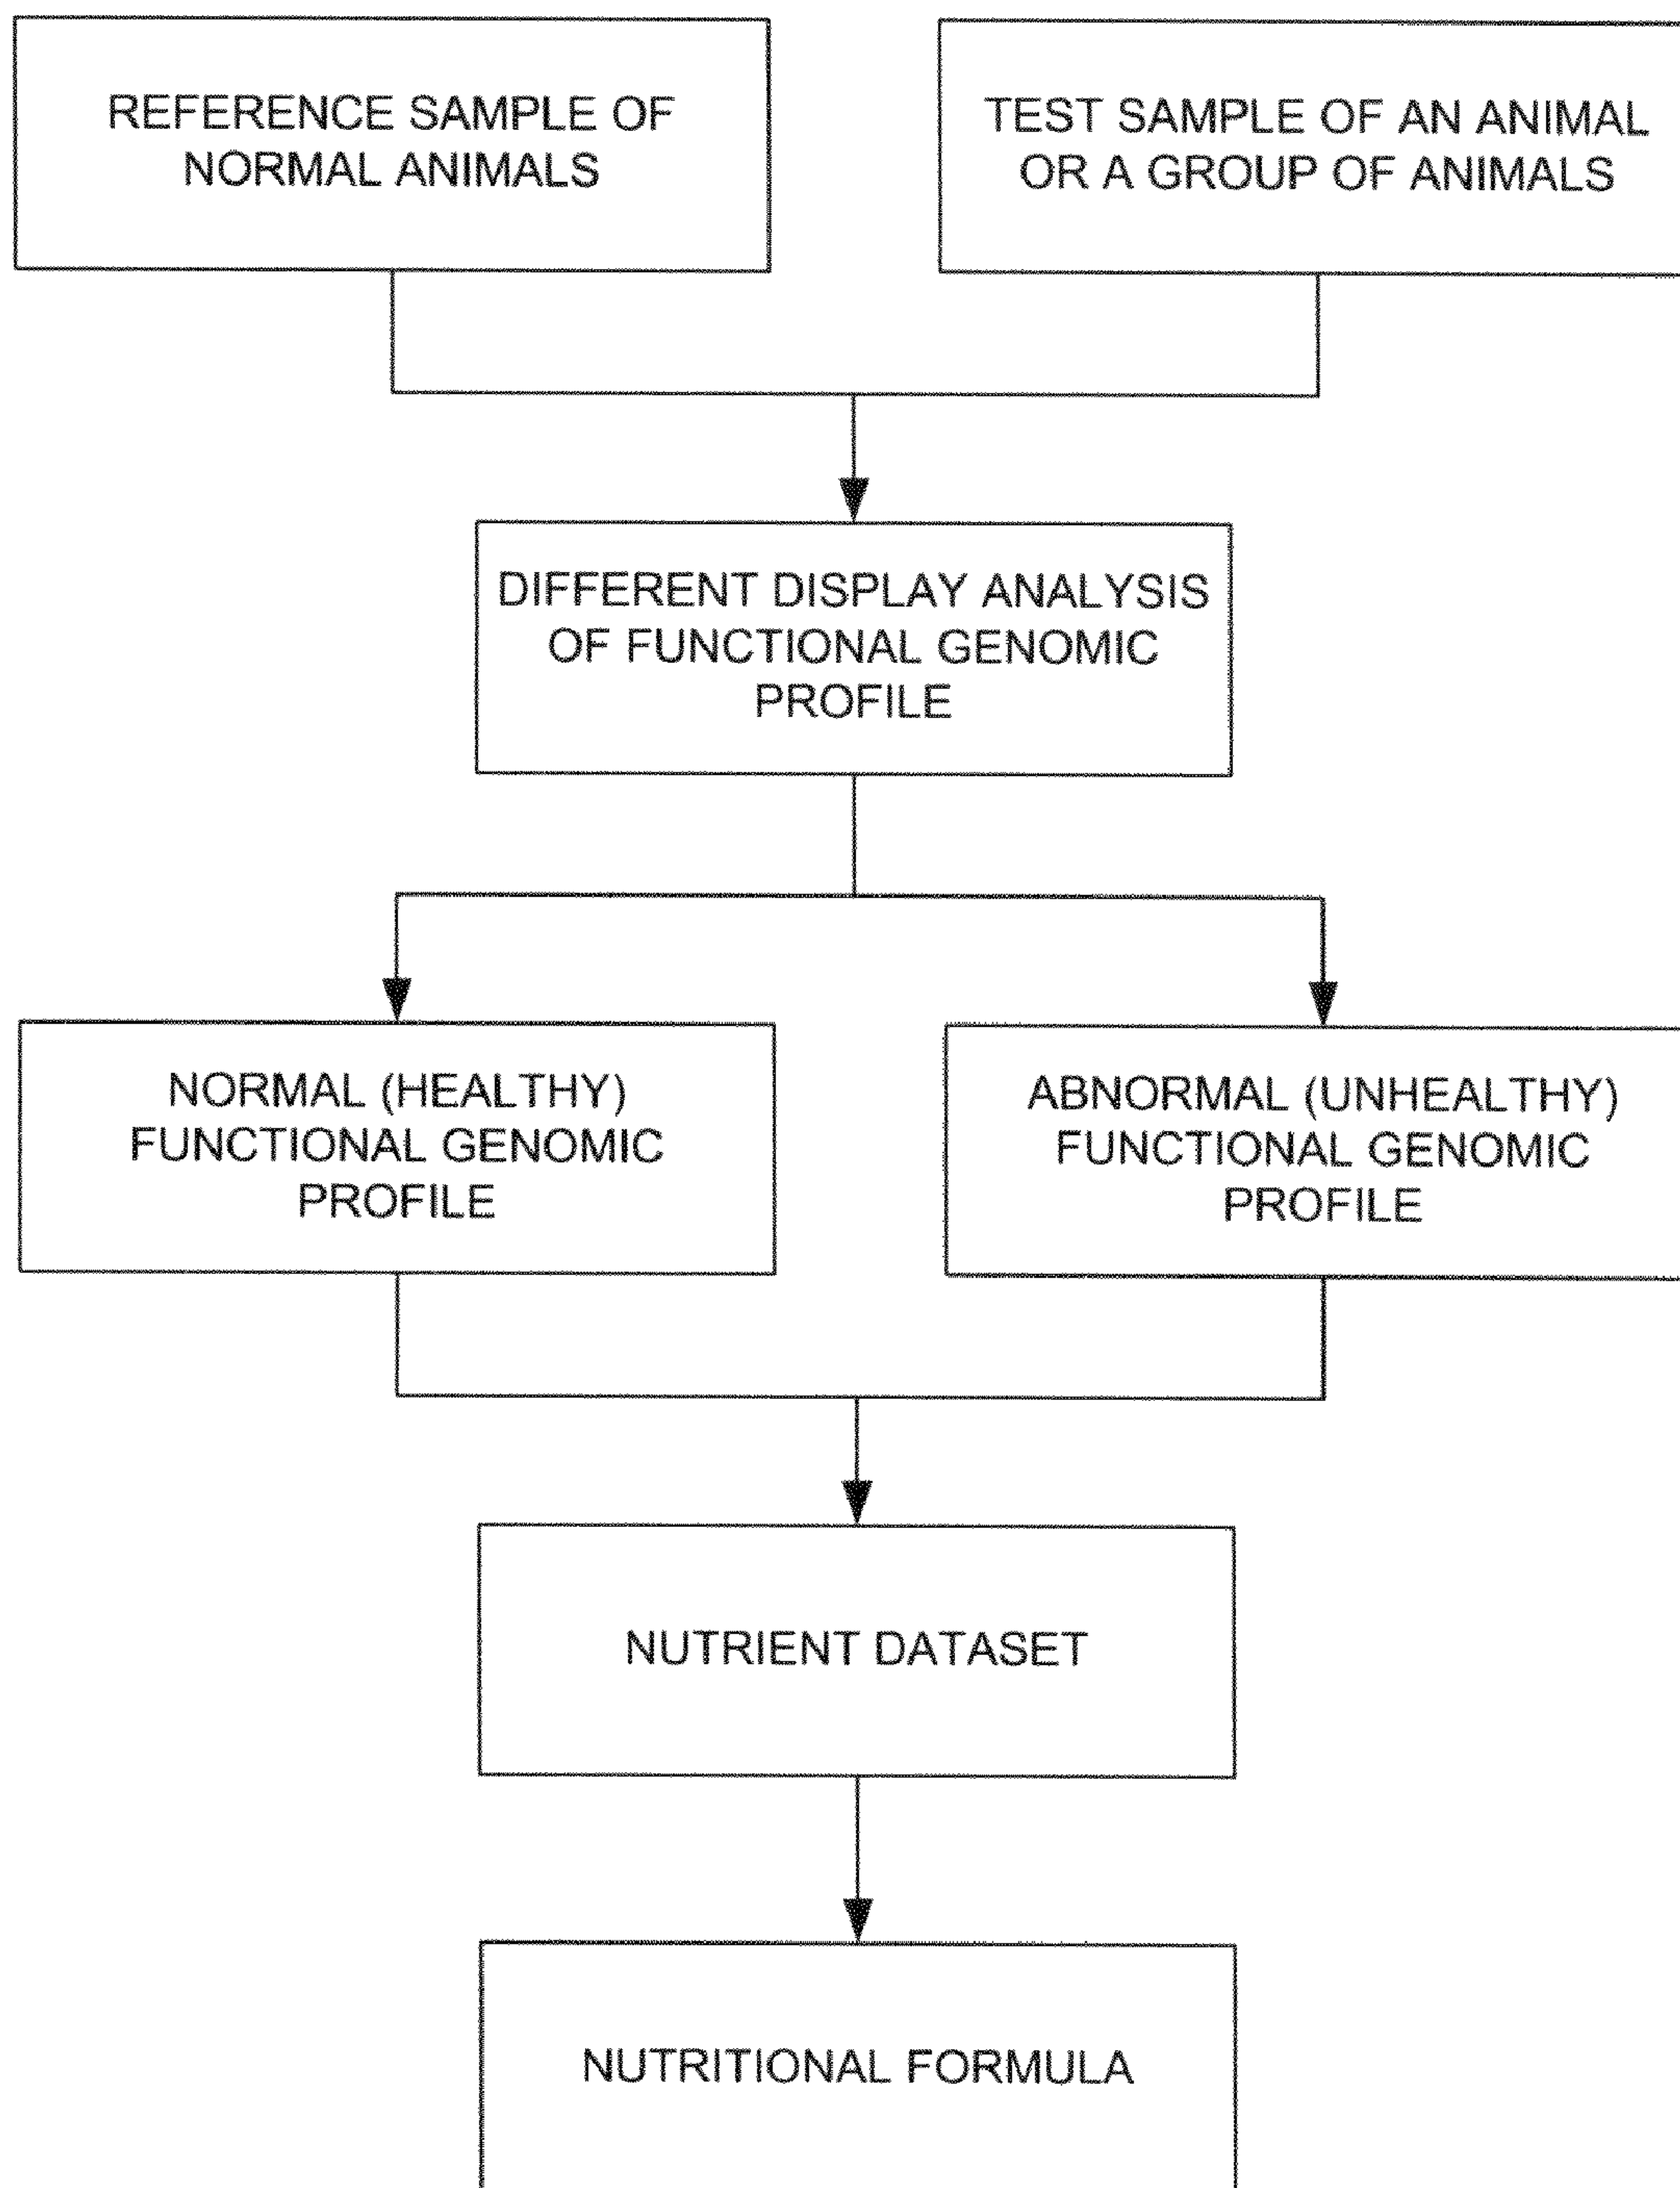 REFERENCE SAMPLE OF
NORMAL ANIMALS
TEST SAMPLE OF AN ANIMAL
OR A GROUP OF ANIMALS
DIFFERENT DISPLAY ANALYSIS
OF FUNCTIONAL GENOMIC
PROFILE
NORMAL (HEALTHY)
FUNCTIONAL GENOMIC
PROFILE
ABNORMAL (UNHEALTHY)
FUNCTIONAL GENOMIC
PROFILE
NUTRIENT DATASET
NUTRITIONAL FORMULA